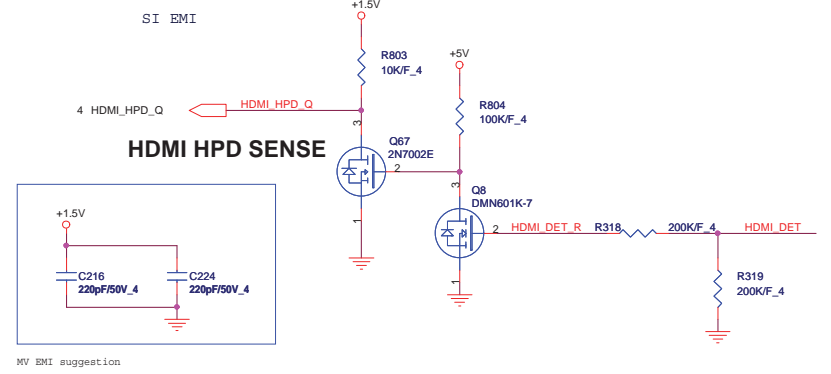 SI EMI
+1.5V
R803
10K/F_4
+5V
4 HDMI_HPD_Q
HDMI_HPD_Q
R804
100K/F_4
3
HDMI HPD SENSE
Q67
2N7002E
2
3
Q8
DMN601K-7
1
2
HDMI_DET_R
R318
200K/F_4
HDMI_DET
+1.5V
C216
220pF/50V_4
C224
220pF/50V_4
1
R319
200K/F_4
MV EMI suggestion